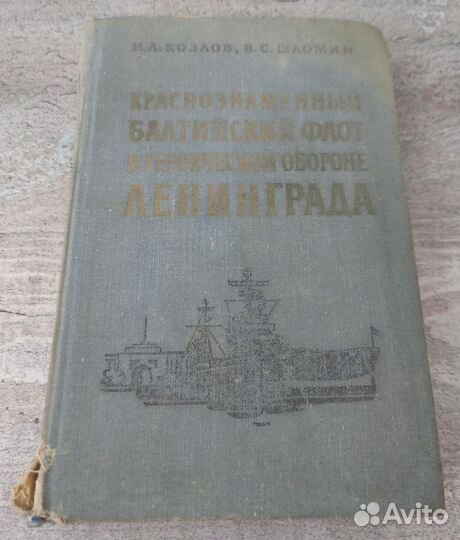 И.А. КОЗЛОВ, В.С. ШЛОМИН
КРАСНОЗНАМЕННЫЙ
БАЛТИЙСКИЙ ФЛОТ
В ГЕРОИЧЕСКОЙ ОБОРОНЕ
ЛЕНИНГРАДА
Avito